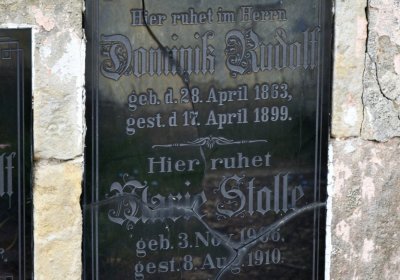 Hier ruhet im Herrn
Dominik Rudolf
geb. d. 28. April 1863,
gest. d 17. April 1899.
Hier ruhet
Marie Stolle
geb. 3. Nov. 1906,
gest. 8. Aug. 1910.